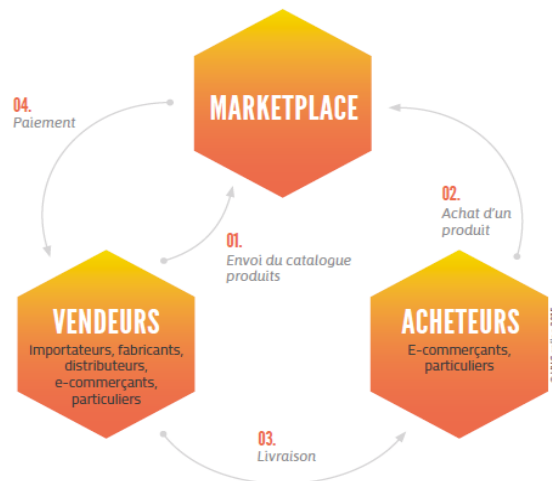 MARKETPLACE
04.
Paiement
02.
Achat d'un
produit
01.
Envoi du catalogue
produits
VENDEURS
Importateurs, fabricants,
distributeurs,
e-commerçants,
particuliers
ACHETEURS
E-commerçants,
particuliers
03.
Livraison